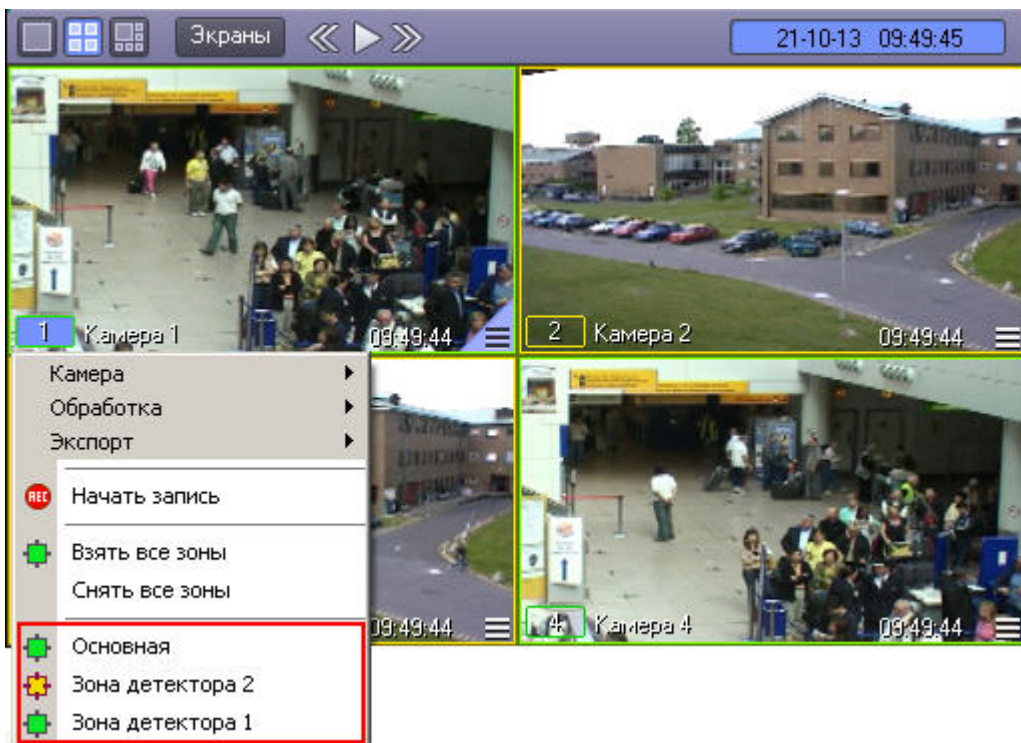 Экраны
21-10-13 09:49:45
1 Камера 1 09:49:44
2 Камера 2 09:49:44
Камера
Обработка
Экспорт
REC Начать запись
Взять все зоны
Снять все зоны
09:49:44
4 Камера 4 09:49:44
Основная
Зона детектора 2
Зона детектора 1